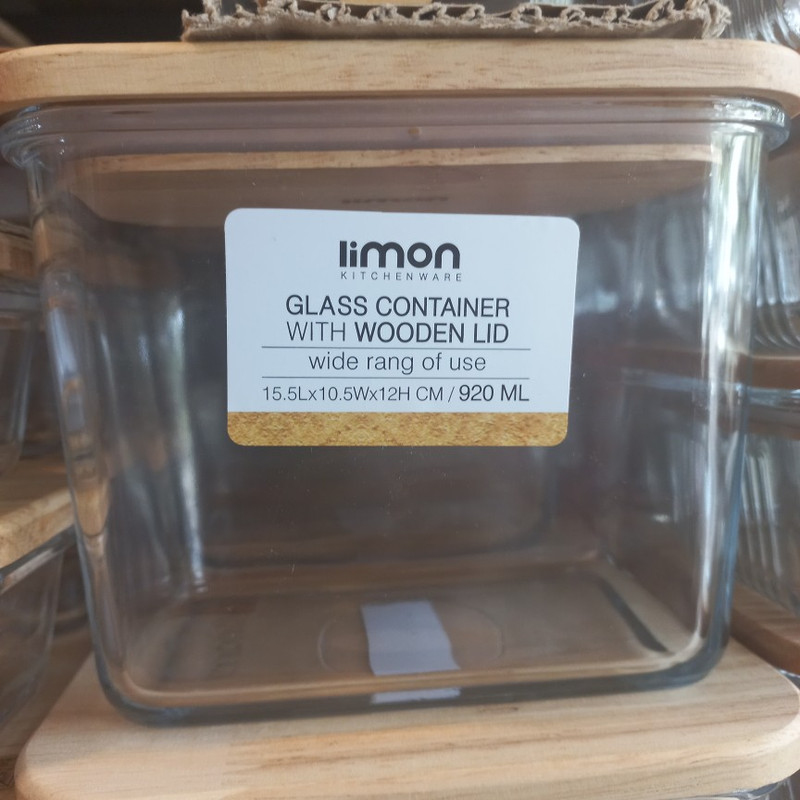 limon
KITCHENWARE
GLASS CONTAINER
WITH WOODEN LID
wide rang of use
15.5Lx10.5Wx12H CM / 920 ML